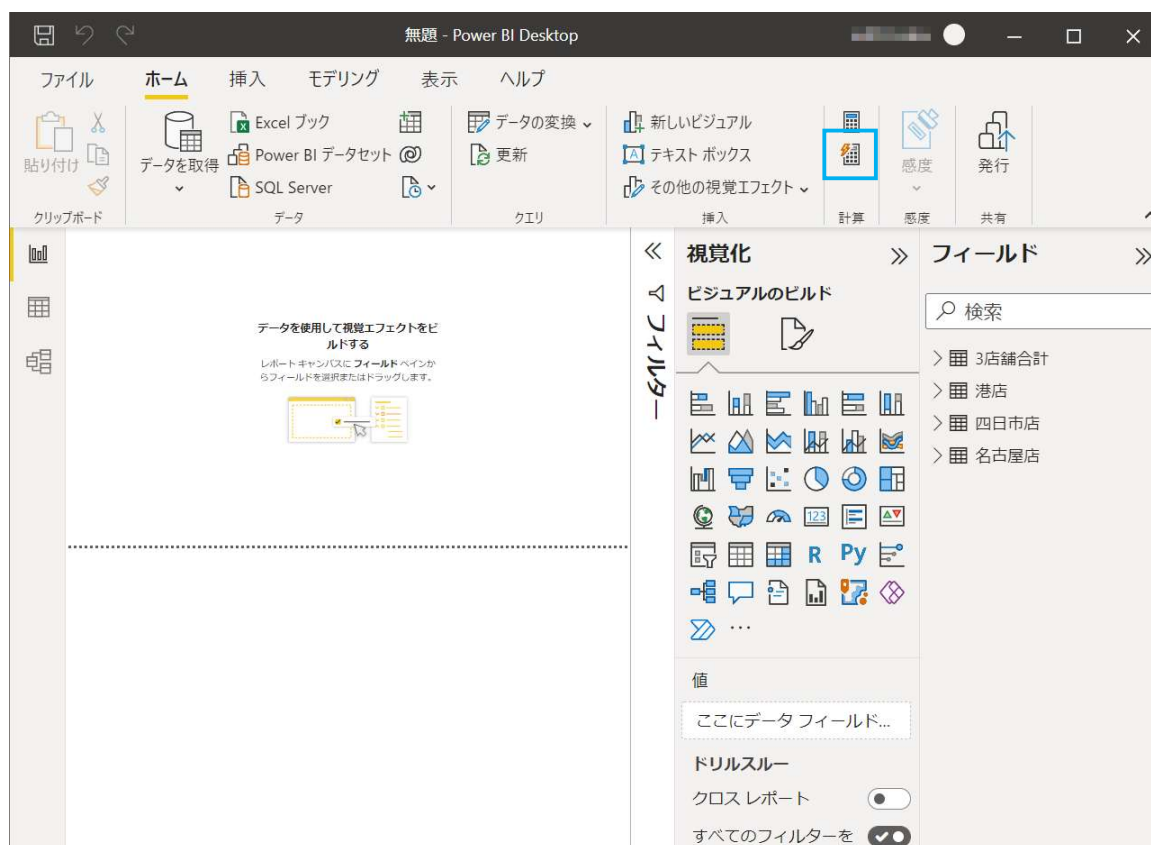 無題 - Power BI Desktop
ファイル ホーム 挿入 モデリング 表示 ヘルプ
貼り付け
クリップボード
データを取得
Excel ブック
Power BI データセット
SQL Server
データ
データの変換
更新
クエリ
新しいビジュアル
テキスト ボックス
その他の視覚エフェクト
挿入
計算
感度
感度
発行
共有
データを使用して視覚エフェクトをビ
ルドする
レポート キャンバスに フィールド ペインか
らフィールドを選択またはドラッグします。
フィルター
視覚化
ビジュアルのビルド
123
R Py
値
ここにデータ フィールド...
ドリルスルー
クロス レポート
すべてのフィルターを
フィールド
検索
3店舗合計
港店
四日市店
名古屋店